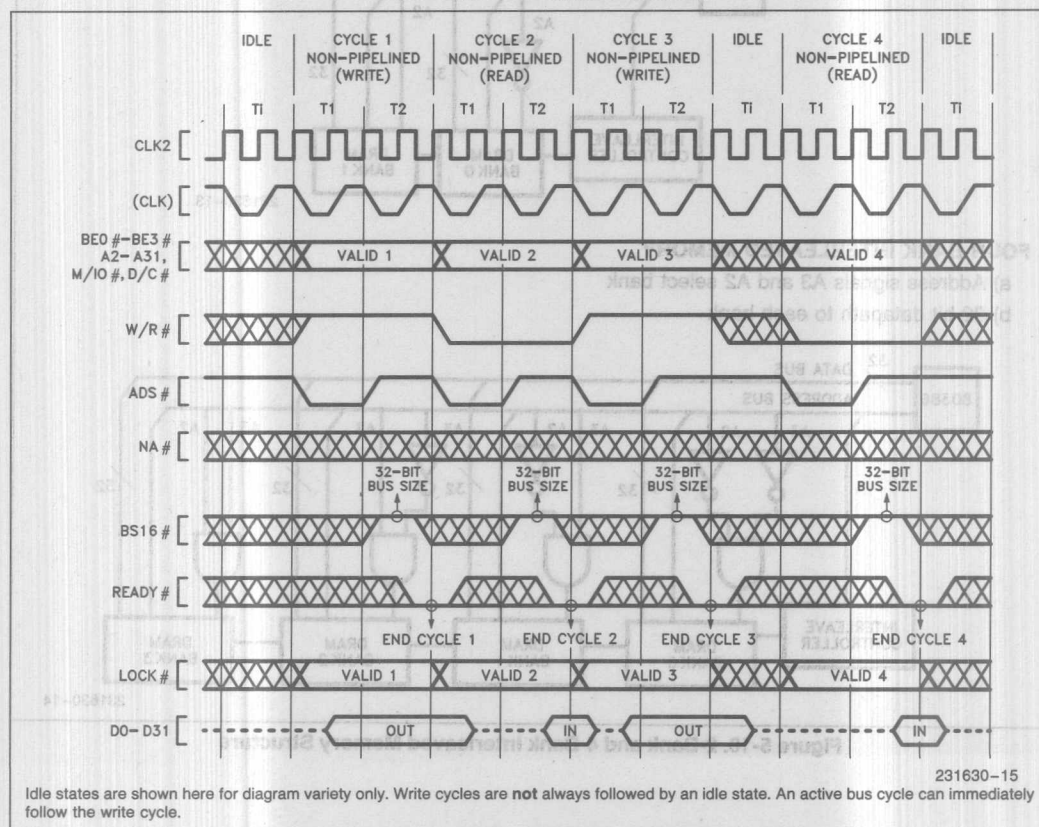 IDLE CYCLE 1 CYCLE 2 CYCLE 3 IDLE CYCLE 4 IDLE
NON-PIPELINED NON-PIPELINED NON-PIPELINED NON-PIPELINED
(WRITE) (READ) (WRITE) (READ)
TI T1 T2 T1 T2 T1 T2 TI T1 T2 TI
CLK2
(CLK)
BE0 #-BE3 #
A2-A31,
M/IO #, D/C #
VALID 1 VALID 2 VALID 3 VALID 4
W/R #
ADS #
NA #
32-BIT 32-BIT 32-BIT 32-BIT
BUS SIZE BUS SIZE BUS SIZE BUS SIZE
BS16 #
READY #
END CYCLE 1 END CYCLE 2 END CYCLE 3 END CYCLE 4
LOCK #
VALID 1 VALID 2 VALID 3 VALID 4
D0-D31
OUT IN OUT IN
231630-15
Idle states are shown here for diagram variety only. Write cycles are not always followed by an idle state. An active bus cycle can immediately
follow the write cycle.